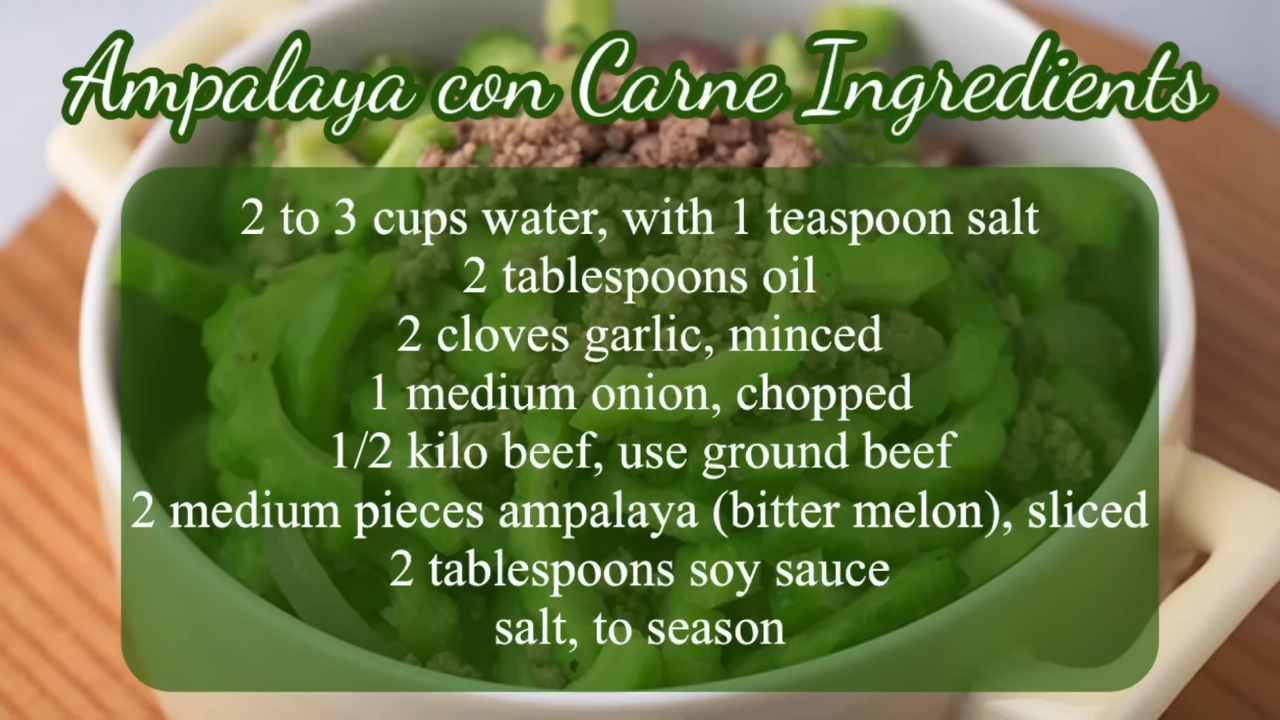 Ampalaya con Carne Ingredients
2 to 3 cups water, with 1 teaspoon salt
2 tablespoons oil
2 cloves garlic, minced
1 medium onion, chopped
1/2 kilo beef, use ground beef
2 medium pieces ampalaya (bitter melon), sliced
2 tablespoons soy sauce
salt, to season